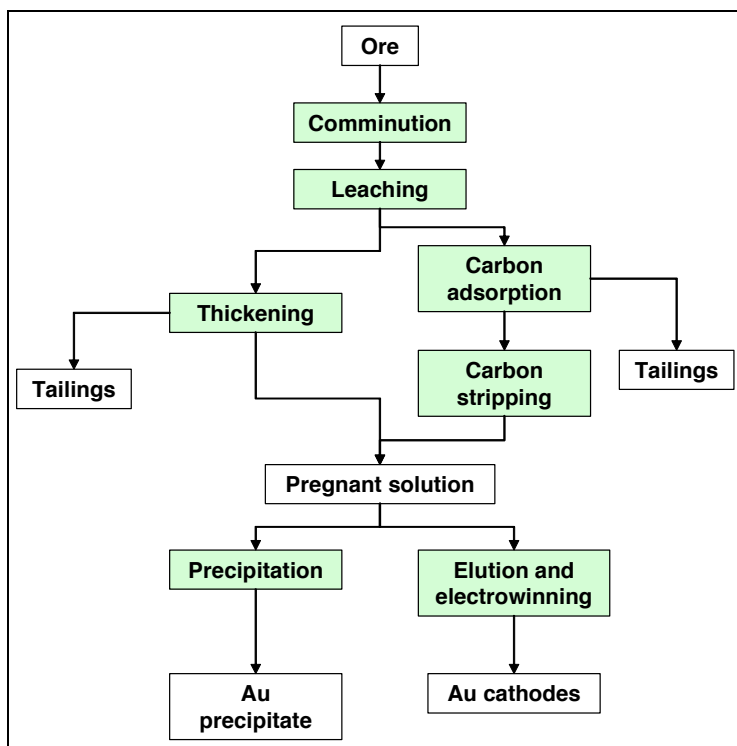 Ore
Comminution
Leaching
Carbon
adsorption
Thickening
Tailings
Carbon
stripping
Tailings
Pregnant solution
Precipitation
Elution and
electrowinning
Au
precipitate
Au cathodes